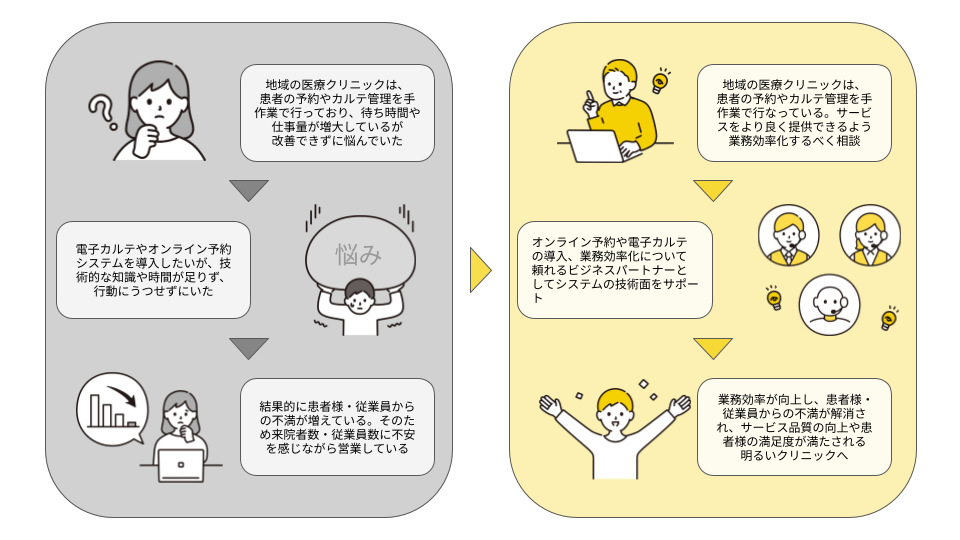 地域の医療クリニックは、
患者の予約やカルテ管理を手
作業で行っており、待ち時間や
仕事量が増大しているが
改善できずに悩んでいた
電子カルテやオンライン予約
システムを導入したいが、技
術的な知識や時間が足りず、
行動にうつせずにいた
悩み
結果的に患者様・従業員から
の不満が増えている。そのた
め来院者数・従業員数に不安
を感じながら営業している
地域の医療クリニックは、
患者の予約やカルテ管理を手
作業で行なっている。サービ
スをより良く提供できるよう
業務効率化するべく相談
オンライン予約や電子カルテ
の導入、業務効率化について
頼れるビジネスパートナーと
してシステムの技術面をサポー
ト
業務効率が向上し、患者様・
従業員からの不満が解消さ
れ、サービス品質の向上や患
者様の満足度が満たされる
明るいクリニックへ